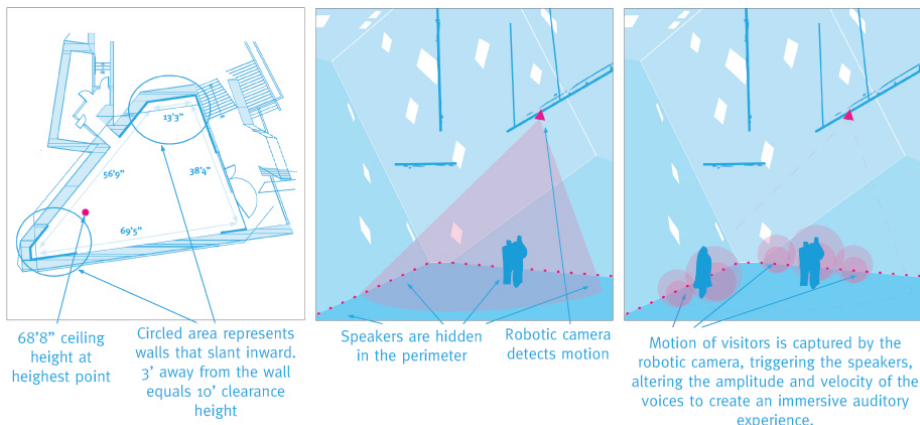 13'3"
56'9"
38'4"
69'5"
68'8" ceiling
height at
heighest point
Circled area represents
walls that slant inward.
3' away from the wall
equals 10' clearance
height
Speakers are hidden
in the perimeter
Robotic camera
detects motion
Motion of visitors is captured by the
robotic camera, triggering the speakers,
altering the amplitude and velocity of the
voices to create an immersive auditory
experience.